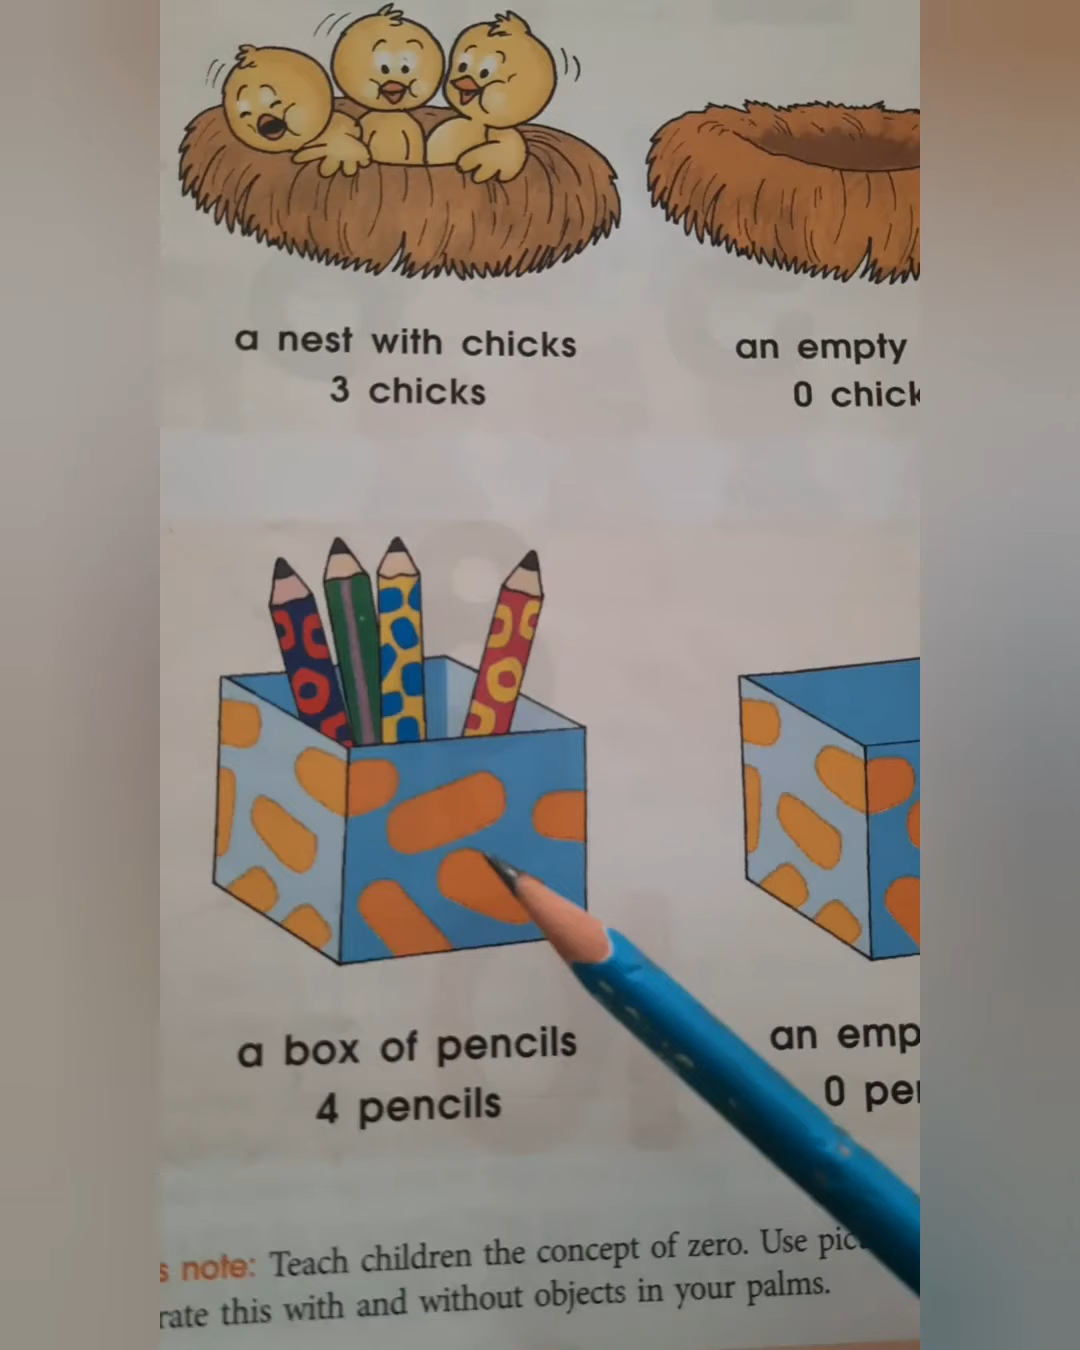 a nest with chicks
3 chicks
an empty
0 chick
a box of pencils
4 pencils
an emp
0 pe
s note: Teach children the concept of zero. Use pic
rate this with and without objects in your palms.